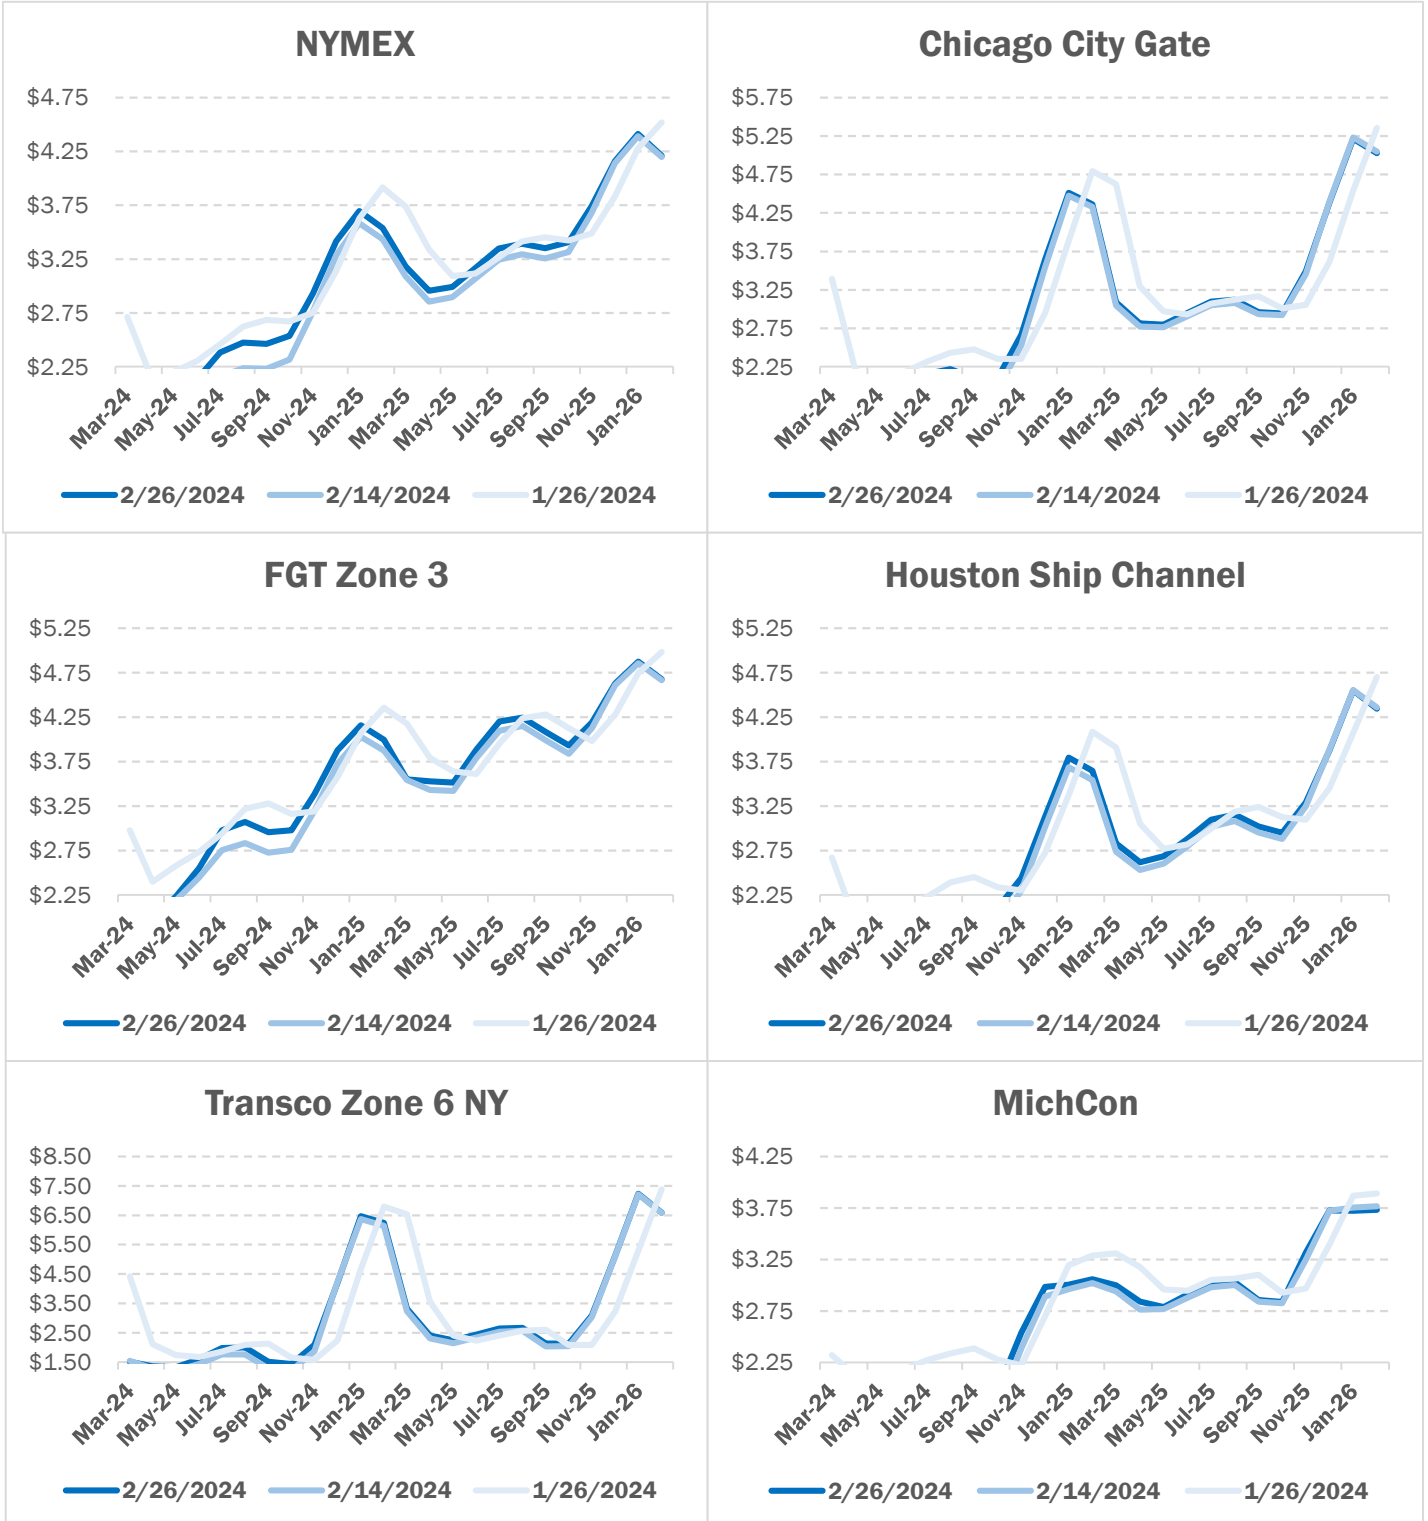 NYMEX
$4.75
$4.25
$3.75
$3.25
$2.75
$2.25
Mar-24 May-24 Jul-24 Sep-24 Nov-24 Jan-25 Mar-25 May-25 Jul-25 Sep-25 Nov-25 Jan-26
2/26/2024 2/14/2024 1/26/2024
Chicago City Gate
$5.75
$5.25
$4.75
$4.25
$3.75
$3.25
$2.75
$2.25
Mar-24 May-24 Jul-24 Sep-24 Nov-24 Jan-25 Mar-25 May-25 Jul-25 Sep-25 Nov-25 Jan-26
2/26/2024 2/14/2024 1/26/2024
FGT Zone 3
$5.25
$4.75
$4.25
$3.75
$3.25
$2.75
$2.25
Mar-24 May-24 Jul-24 Sep-24 Nov-24 Jan-25 Mar-25 May-25 Jul-25 Sep-25 Nov-25 Jan-26
2/26/2024 2/14/2024 1/26/2024
Houston Ship Channel
$5.25
$4.75
$4.25
$3.75
$3.25
$2.75
$2.25
Mar-24 May-24 Jul-24 Sep-24 Nov-24 Jan-25 Mar-25 May-25 Jul-25 Sep-25 Nov-25 Jan-26
2/26/2024 2/14/2024 1/26/2024
Transco Zone 6 NY
$8.50
$7.50
$6.50
$5.50
$4.50
$3.50
$2.50
$1.50
Mar-24 May-24 Jul-24 Sep-24 Nov-24 Jan-25 Mar-25 May-25 Jul-25 Sep-25 Nov-25 Jan-26
2/26/2024 2/14/2024 1/26/2024
MichCon
$4.25
$3.75
$3.25
$2.75
$2.25
Mar-24 May-24 Jul-24 Sep-24 Nov-24 Jan-25 Mar-25 May-25 Jul-25 Sep-25 Nov-25 Jan-26
2/26/2024 2/14/2024 1/26/2024